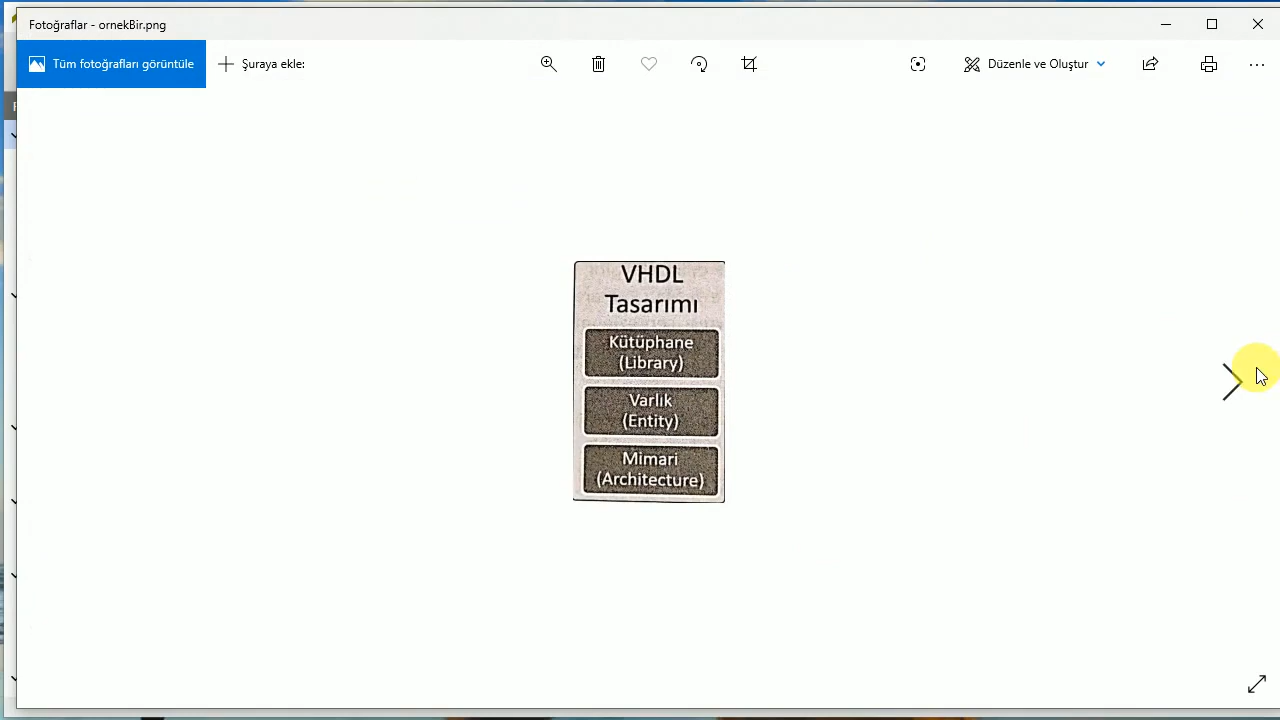 Fotoğraflar - ornekBir.png
Tüm fotoğrafları görüntüle
Şuraya ekle:
Düzenle ve Oluştur
VHDL
Tasarımı
Kütüphane
(Library)
Varlık
(Entity)
Mimari
(Architecture)